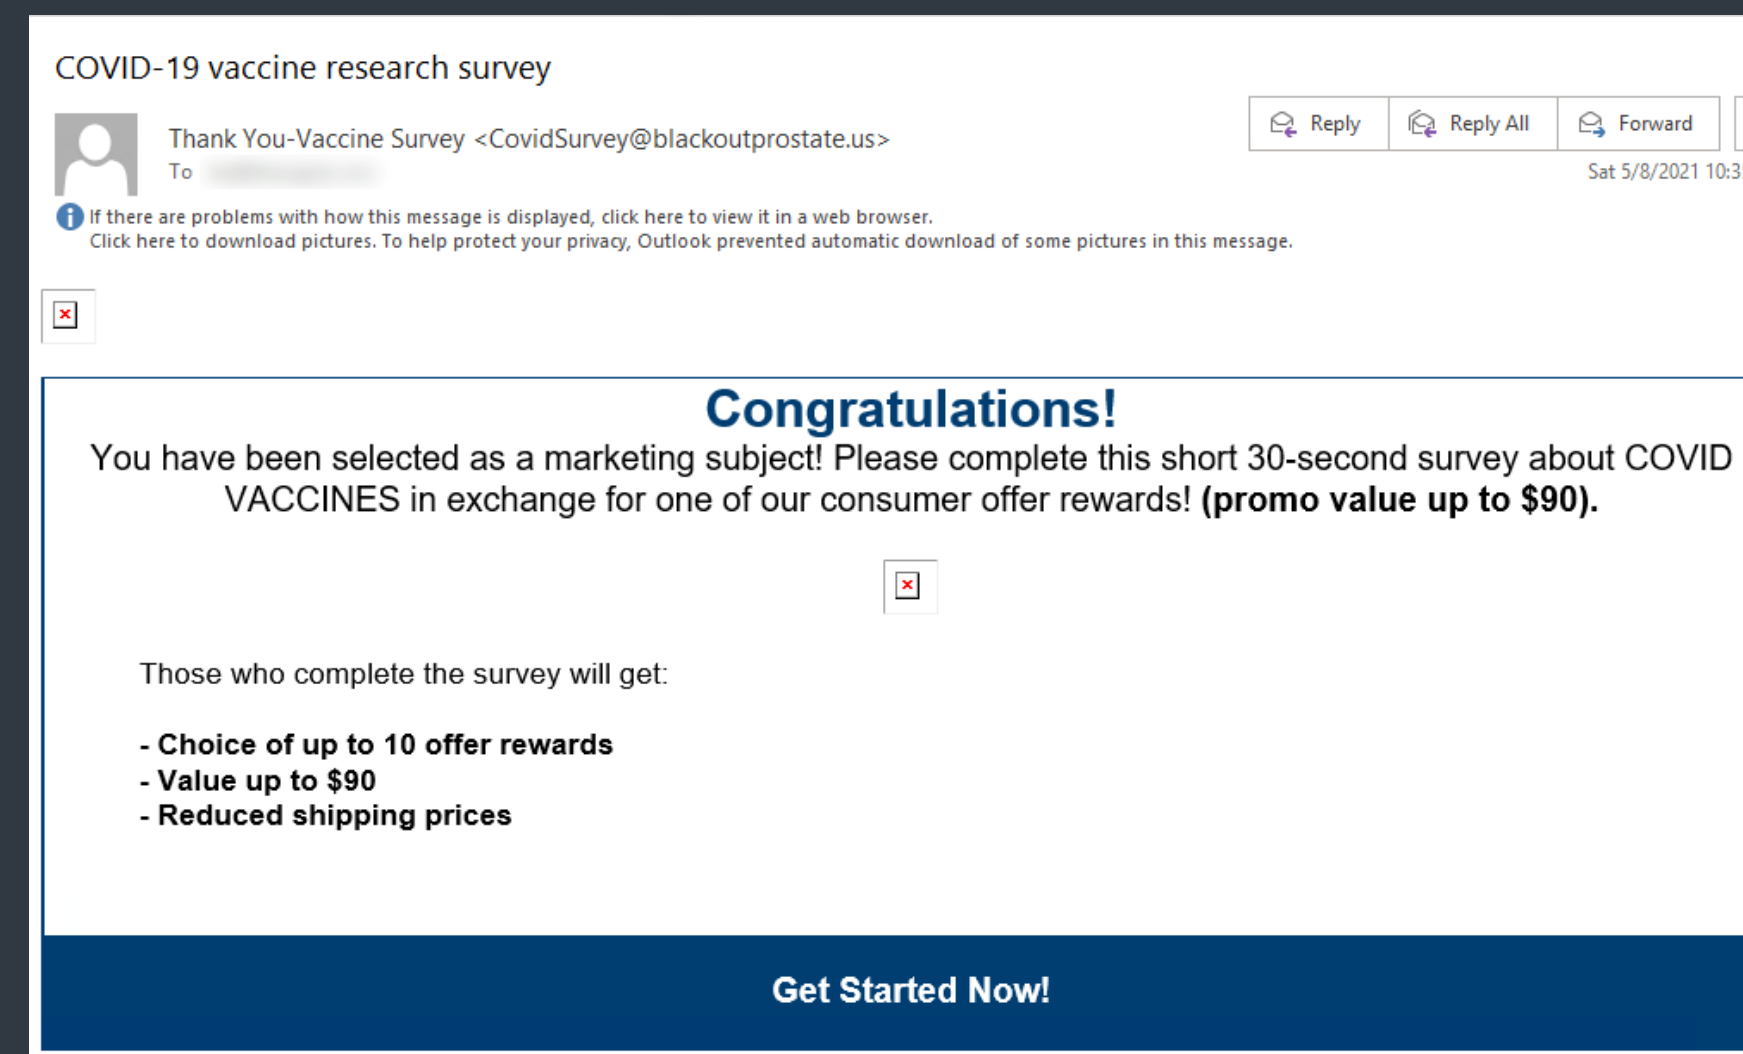 COVID-19 vaccine research survey
Reply
Reply All
Forward
Thank You-Vaccine Survey <CovidSurvey@blackoutprostate.us>
To
Sat 5/8/2021
If there are problems with how this message is displayed, click here to view it in a web browser.
Click here to download pictures. To help protect your privacy, Outlook prevented automatic download of some pictures in this message.
Congratulations!
You have been selected as a marketing subject! Please complete this short 30-second survey about COVID
VACCINES in exchange for one of our consumer offer rewards! (promo value up to $90).
Those who complete the survey will get:
- Choice of up to 10 offer rewards
- Value up to $90
- Reduced shipping prices
Get Started Now!